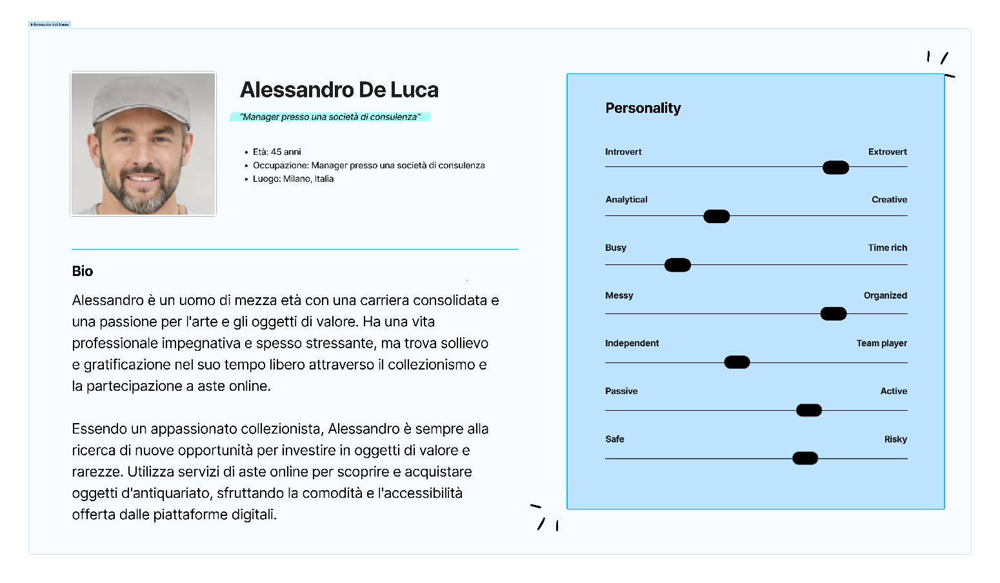 Informazioni di base
Alessandro De Luca
“Manager presso una società di consulenza”
• Età: 45 anni
• Occupazione: Manager presso una società di consulenza
• Luogo: Milano, Italia
Bio
Alessandro è un uomo di mezza età con una carriera consolidata e
una passione per l'arte e gli oggetti di valore. Ha una vita
professionale impegnativa e spesso stressante, ma trova sollievo
e gratificazione nel suo tempo libero attraverso il collezionismo e
la partecipazione a aste online.
Essendo un appassionato collezionista, Alessandro è sempre alla
ricerca di nuove opportunità per investire in oggetti di valore e
rarezze. Utilizza servizi di aste online per scoprire e acquistare
oggetti d'antiquariato, sfruttando la comodità e l'accessibilità
offerta dalle piattaforme digitali.
Personality
Introvert Extrovert
Analytical Creative
Busy Time rich
Messy Organized
Independent Team player
Passive Active
Safe Risky